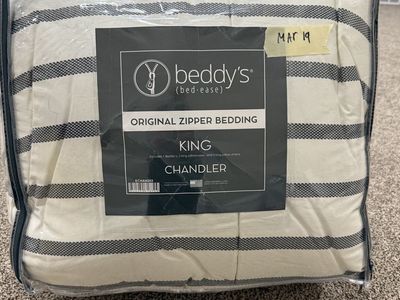 MAR 19
beddy's®
(bed·ease)
ORIGINAL ZIPPER BEDDING
KING
CHANDLER